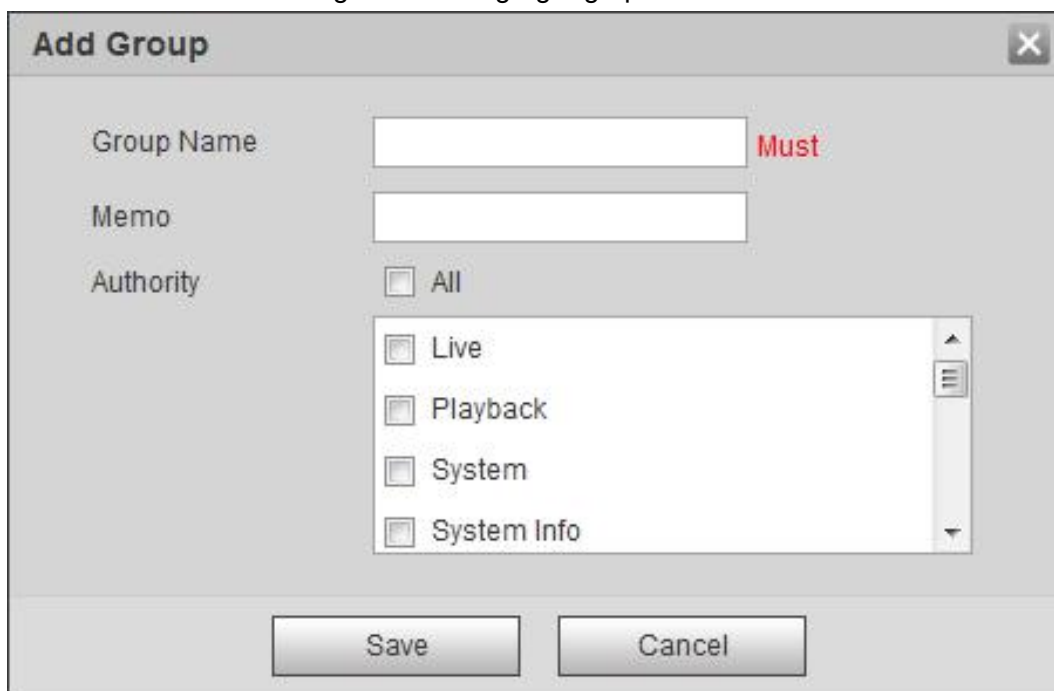 Add Group
Group Name Must
Memo
Authority All
Live
Playback
System
System Info
Save Cancel